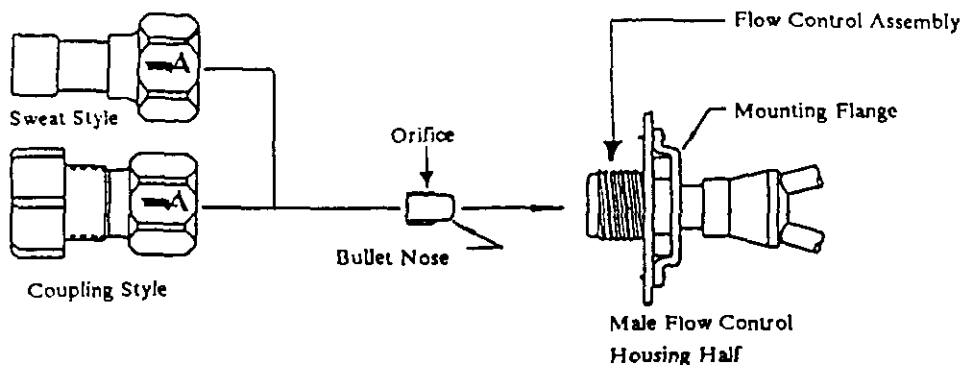 Flow Control Assembly
A
Sweat Style
Mounting Flange
Orifice
A
Bullet Nose
Coupling Style
Male Flow Control
Housing Half